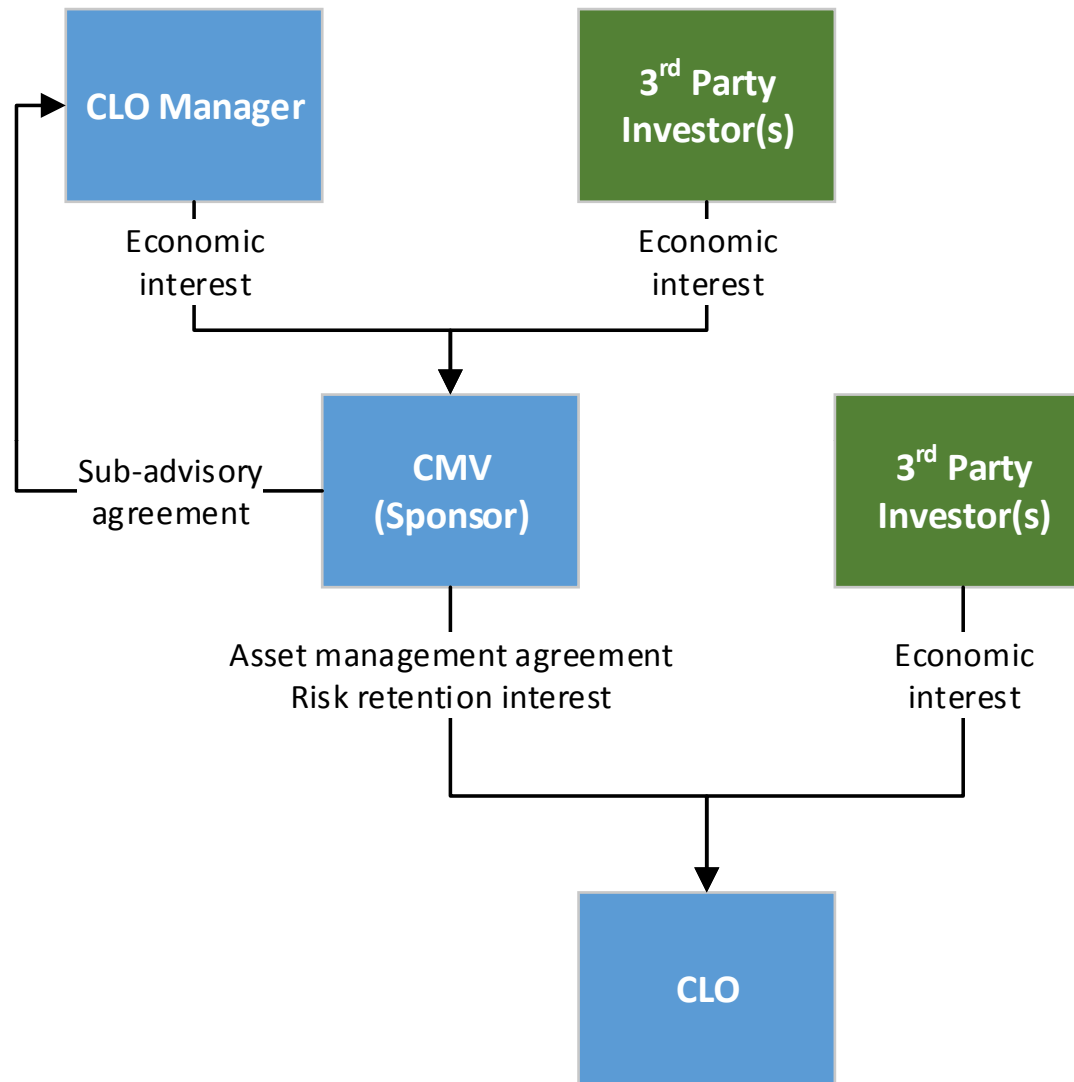 CLO Manager
3rd Party
Investor(s)
Economic
interest
Economic
interest
Sub-advisory
agreement
CMV
(Sponsor)
3rd Party
Investor(s)
Asset management agreement
Risk retention interest
Economic
interest
CLO